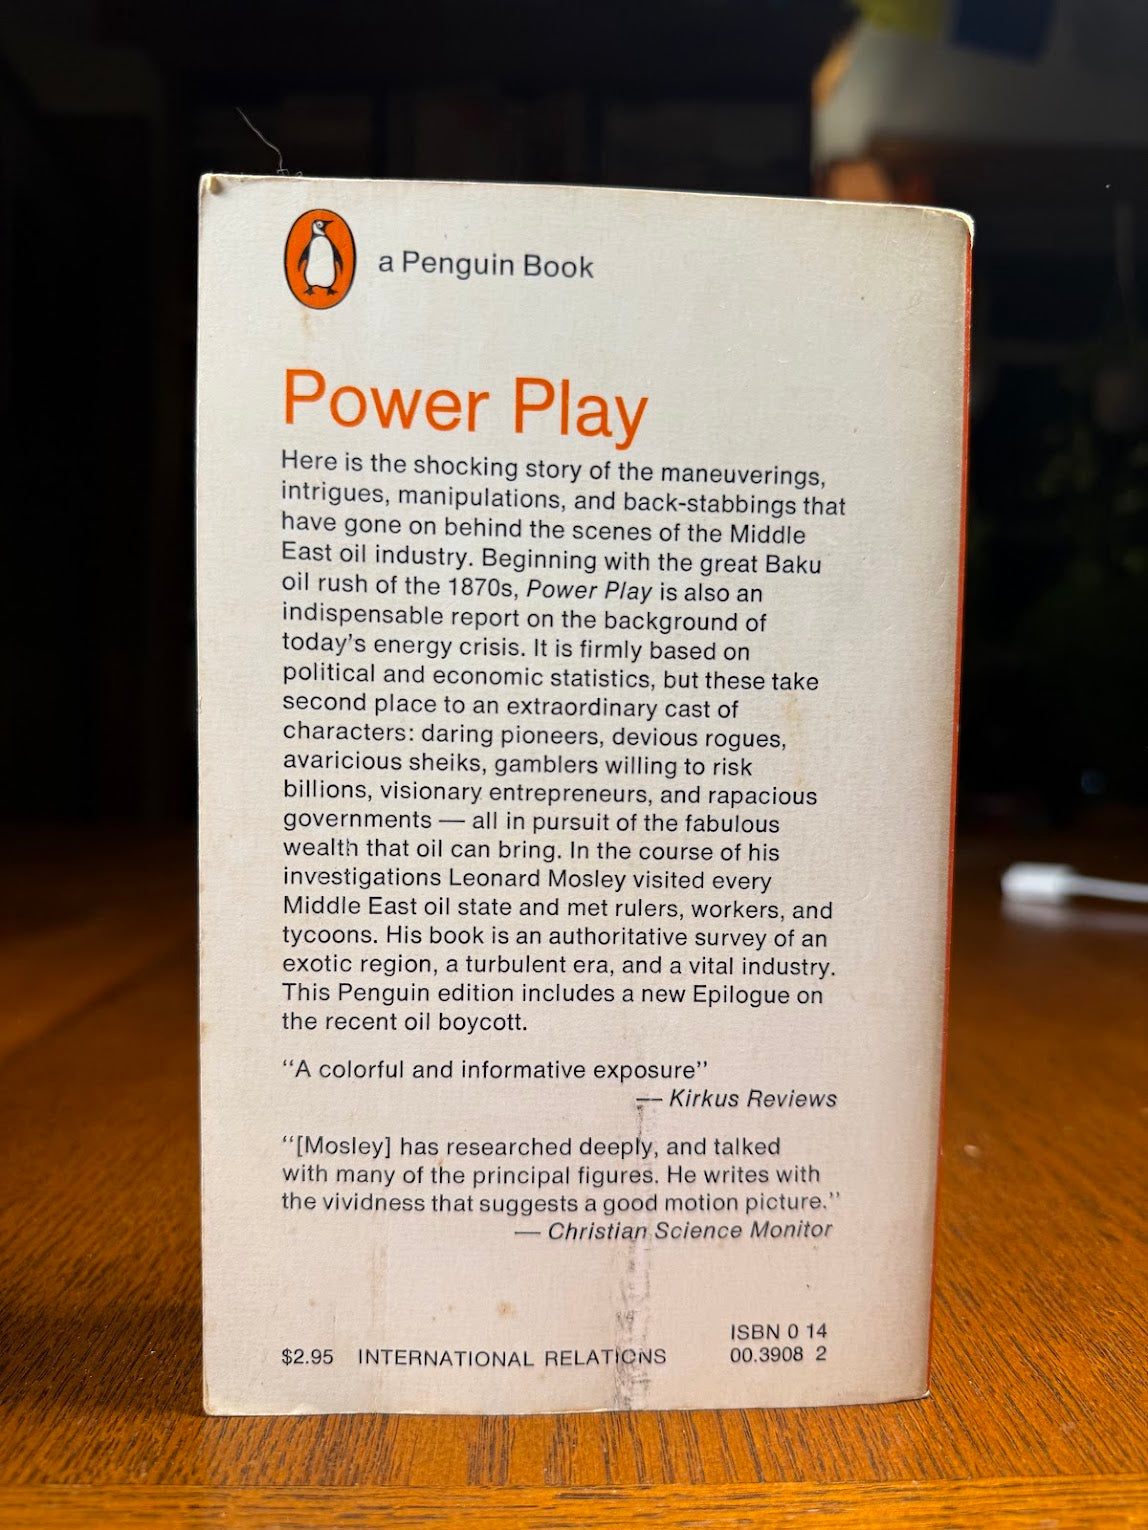 a Penguin Book
Power Play
Here is the shocking story of the maneuverings,
intrigues, manipulations, and back-stabbings that
have gone on behind the scenes of the Middle
East oil industry. Beginning with the great Baku
oil rush of the 1870s, Power Play is also an
indispensable report on the background of
today's energy crisis. It is firmly based on
political and economic statistics, but these take
second place to an extraordinary cast of
characters: daring pioneers, devious rogues,
avaricious sheiks, gamblers willing to risk
billions, visionary entrepreneurs, and rapacious
governments — all in pursuit of the fabulous
wealth that oil can bring. In the course of his
investigations Leonard Mosley visited every
Middle East oil state and met rulers, workers, and
tycoons. His book is an authoritative survey of an
exotic region, a turbulent era, and a vital industry.
This Penguin edition includes a new Epilogue on
the recent oil boycott.
“A colorful and informative exposure”
— Kirkus Reviews
“[Mosley] has researched deeply, and talked
with many of the principal figures. He writes with
the vividness that suggests a good motion picture.”
— Christian Science Monitor
ISBN 0 14
$2.95 INTERNATIONAL RELATIONS 00.3908 2